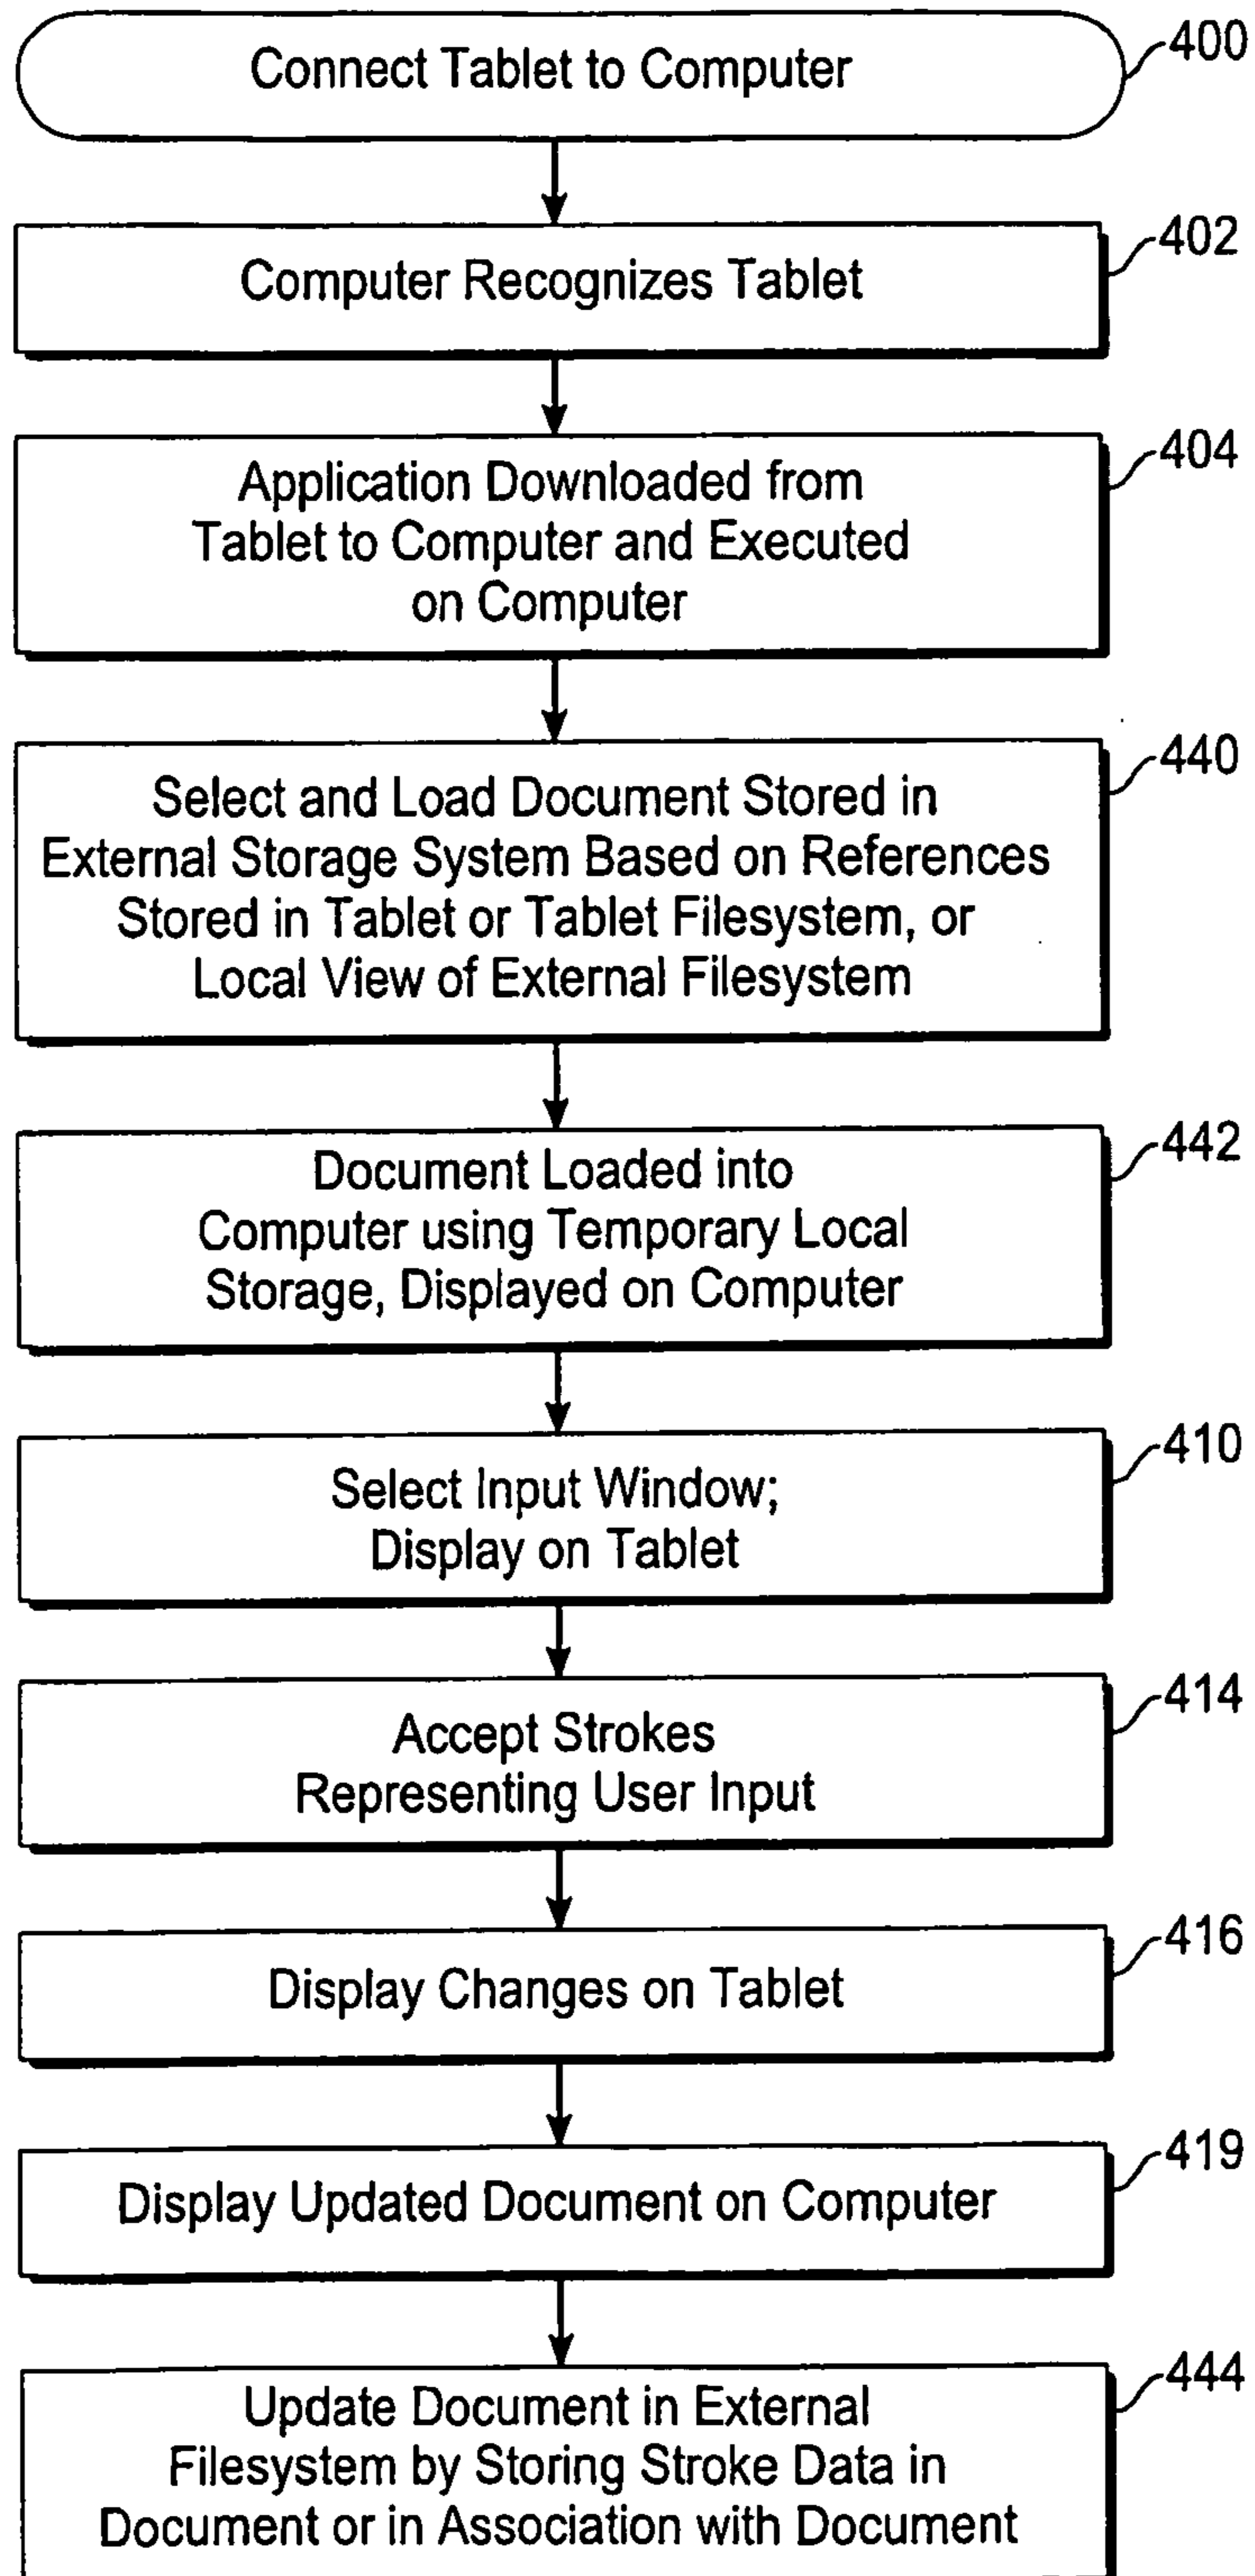 Connect Tablet to Computer
400
Computer Recognizes Tablet
402
Application Downloaded from
Tablet to Computer and Executed
on Computer
404
Select and Load Document Stored in
External Storage System Based on References
Stored in Tablet or Tablet Filesystem, or
Local View of External Filesystem
440
Document Loaded into
Computer using Temporary Local
Storage, Displayed on Computer
442
Select Input Window;
Display on Tablet
410
Accept Strokes
Representing User Input
414
Display Changes on Tablet
416
Display Updated Document on Computer
419
Update Document in External
Filesystem by Storing Stroke Data in
Document or in Association with Document
444